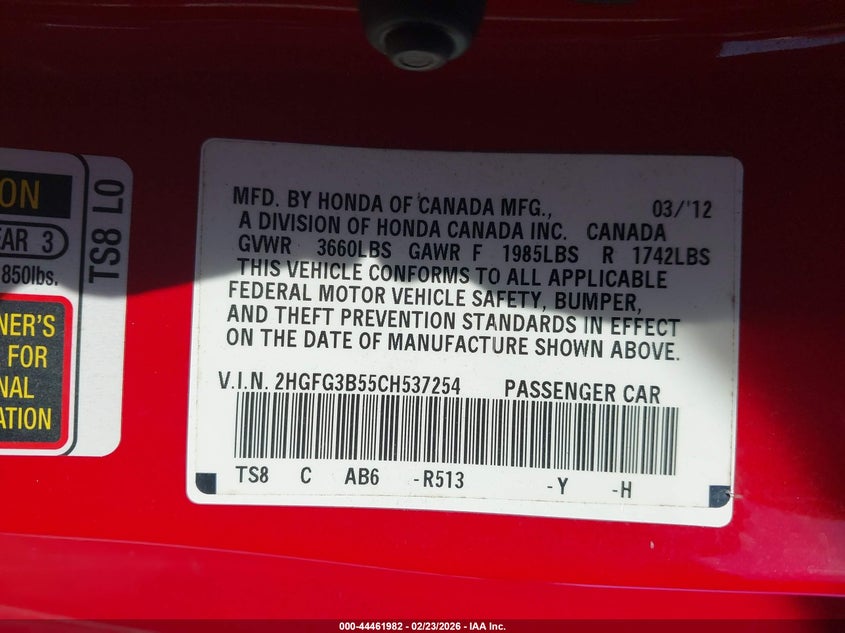 ON
EAR 3
850lbs.
NER'S
FOR
NAL
ATION
TS8 L0
MFD. BY HONDA OF CANADA MFG., 03/'12
A DIVISION OF HONDA CANADA INC. CANADA
GVWR 3660LBS GAWR F 1985LBS R 1742LBS
THIS VEHICLE CONFORMS TO ALL APPLICABLE
FEDERAL MOTOR VEHICLE SAFETY, BUMPER,
AND THEFT PREVENTION STANDARDS IN EFFECT
ON THE DATE OF MANUFACTURE SHOWN ABOVE.
V.I.N. 2HGFG3B55CH537254 PASSENGER CAR
TS8 C AB6 -R513 -Y -H
000-44461982 - 02/23/2026 - IAA Inc.